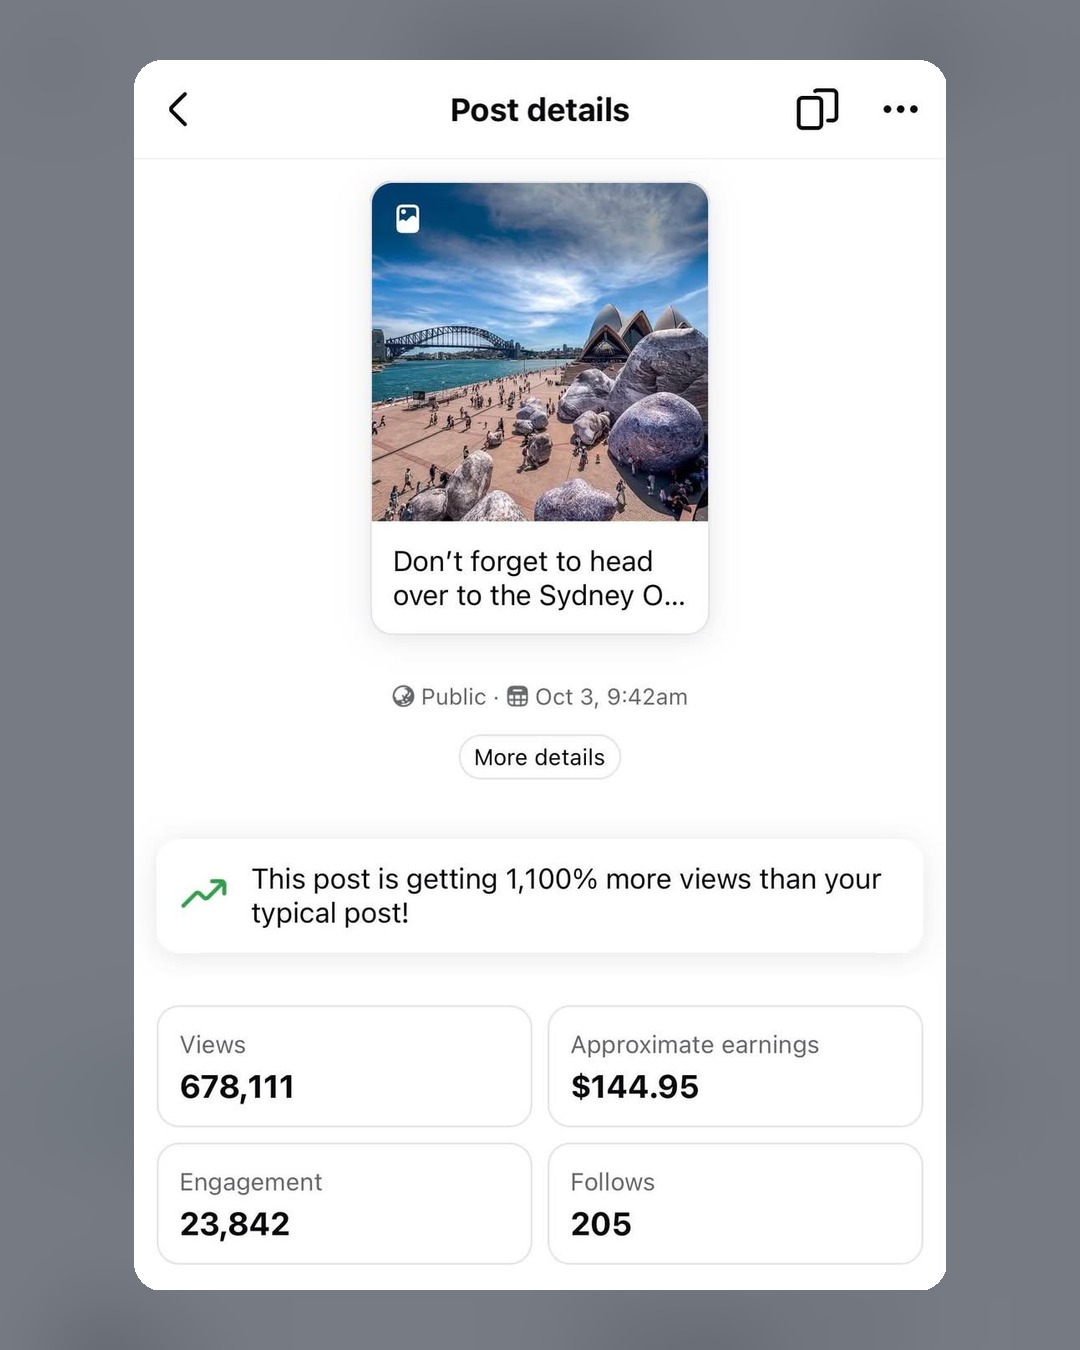 Post details
Don't forget to head
over to the Sydney O...
Public · Oct 3, 9:42am
More details
This post is getting 1,100% more views than your
typical post!
Views
678,111
Approximate earnings
$144.95
Engagement
23,842
Follows
205